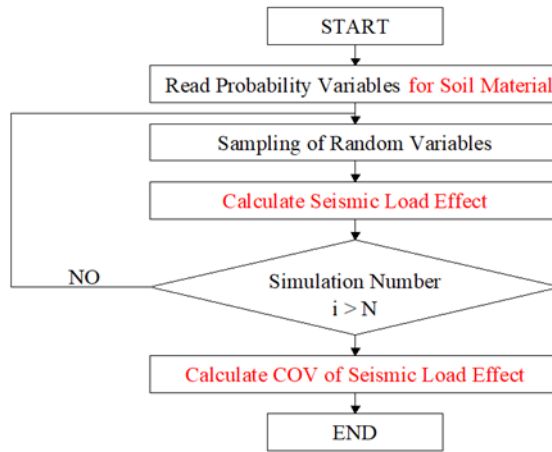 START
Read Probability Variables for Soil Material
Sampling of Random Variables
Calculate Seismic Load Effect
NO
Simulation Number
i > N
Calculate COV of Seismic Load Effect
END